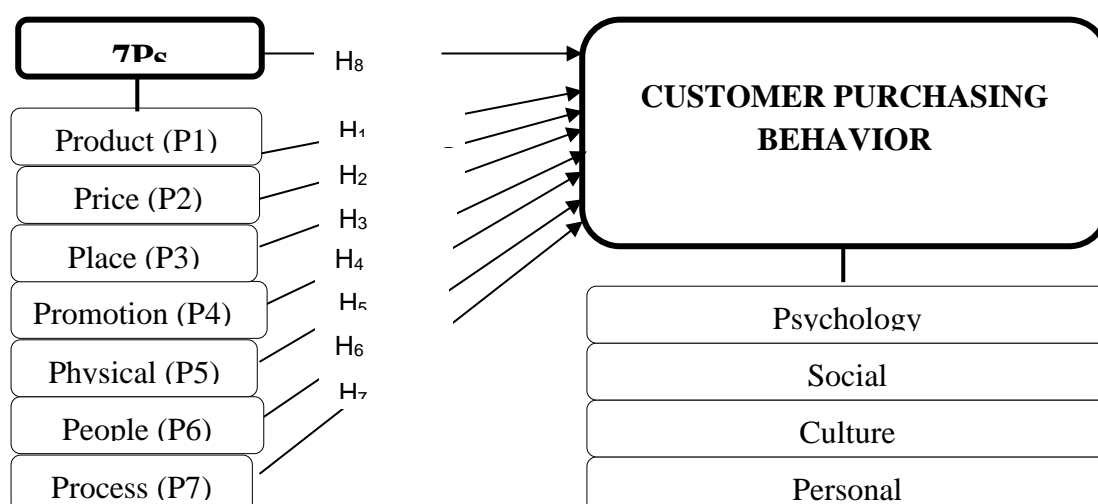 7Ps
H₈
CUSTOMER PURCHASING
BEHAVIOR
Product (P1)
H₁
Price (P2)
H₂
Place (P3)
H₃
Promotion (P4)
H₄
Physical (P5)
H₅
People (P6)
H₆
Process (P7)
H₇
Psychology
Social
Culture
Personal